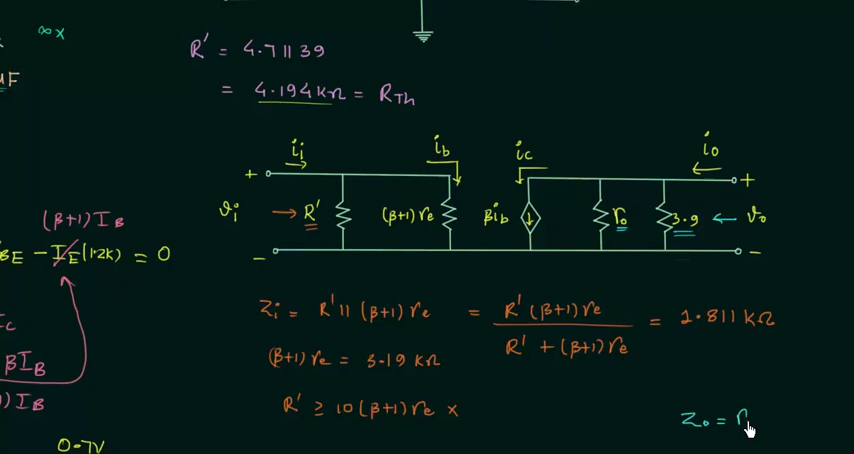 ∞x
µF
R' = 4.7 || 39
= 4.194 kΩ = R_Th
i_i
i_b
i_c
i_o
+
+
v_i
R'
(β+1)r_e
βi_b
r_o
3.9
v_o
−
−
(β+1) I_B
BE − I_E(1.2k) = 0
I_C
βI_B
) I_B
0.7V
Z_i = R' || (β+1) r_e = R' (β+1) r_e / R' + (β+1) r_e = 1.811 kΩ
(β+1) r_e = 3.19 kΩ
R' ≥ 10 (β+1) r_e ×
Z_o = r